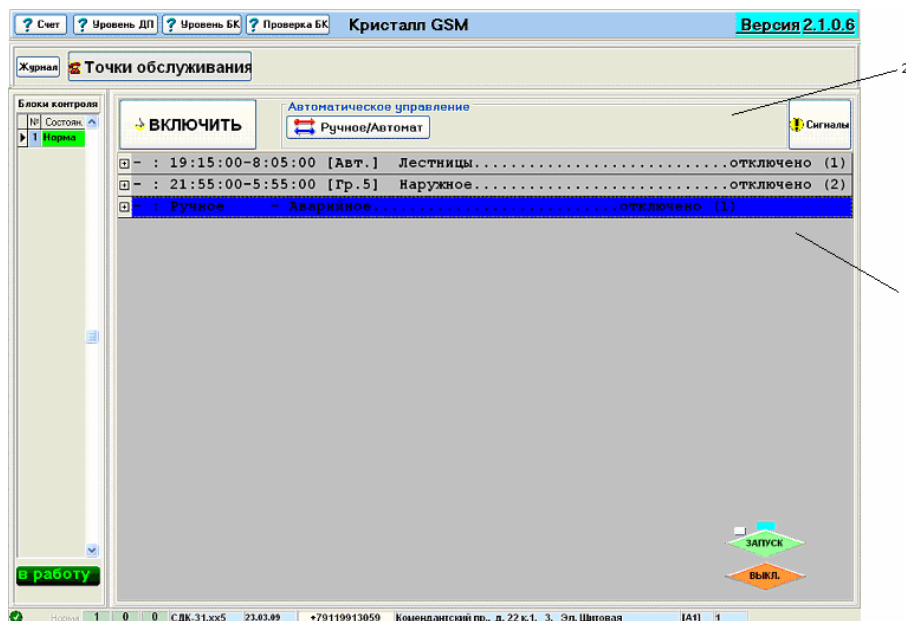 ? Счет ? Уровень ДП ? Уровень БК ? Проверка БК Кристалл GSM Версия 2.1.0.6
Журнал Точки обслуживания
2
Блоки контроля
№ Состоян.
1 Норма
ВКЛЮЧИТЬ
Автоматическое управление
Ручное/Автомат
Сигналы
- : 19:15:00-8:05:00 [Авт.] Лестницы............................отключено (1)
- : 21:55:00-5:55:00 [Гр.5] Наружное............................отключено (2)
- : Ручное - Аварийное...........................отключено (1)
ЗАПУСК
ВЫКЛ.
в работу
Норма 1 0 0 СДК-31.xx5 23.03.09 +79119913059 Комендантский пр., д. 22 к.1, 3, Эл. Щитовая [A1] 1